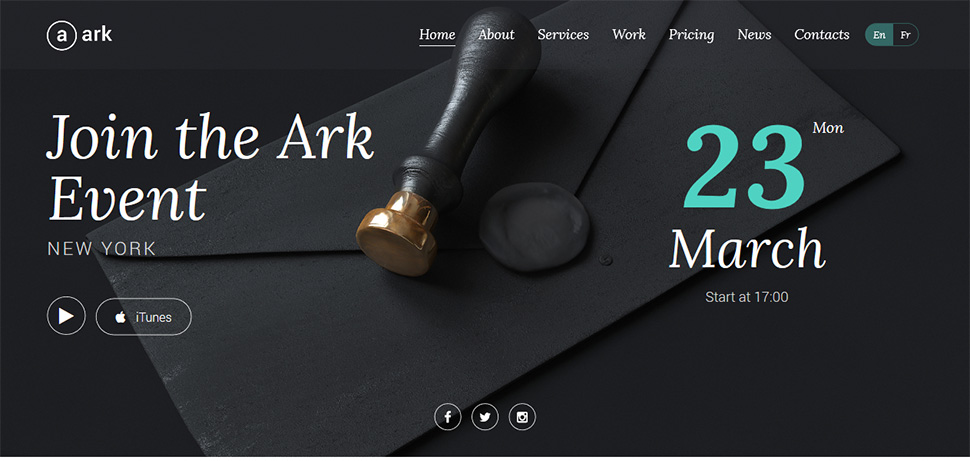 a ark
Home About Services Work Pricing News Contacts En Fr
Join the Ark
Event
NEW YORK
iTunes
23 Mon
March
Start at 17:00